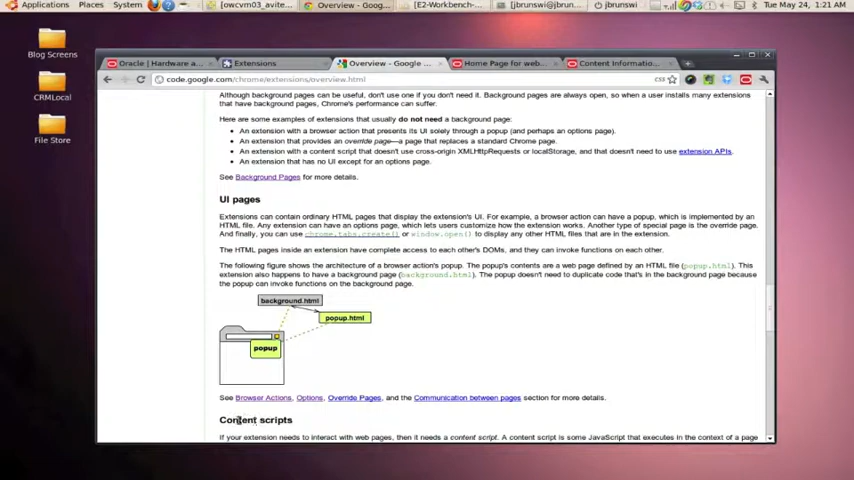 Applications Places System [owcvm03_avite... Overview - Goog... [E2-Workbench-... [jbrunswi@jbrun... jbrunswi Tue May 24, 1:21 AM
Blog Screens
CRMLocal
File Store
Oracle | Hardware a... Extensions Overview - Google ... Home Page for web... Content Informatio...
code.google.com/chrome/extensions/overview.html
Although background pages can be useful, don't use one if you don't need it. Background pages are always open, so when a user installs many extensions
that have background pages, Chrome's performance can suffer.
Here are some examples of extensions that usually do not need a background page:
• An extension with a browser action that presents its UI solely through a popup (and perhaps an options page).
• An extension that provides an override page—a page that replaces a standard Chrome page.
• An extension with a content script that doesn't use cross-origin XMLHttpRequests or localStorage, and that doesn't need to use extension APIs.
• An extension that has no UI except for an options page.
See Background Pages for more details.
UI pages
Extensions can contain ordinary HTML pages that display the extension's UI. For example, a browser action can have a popup, which is implemented by an
HTML file. Any extension can have an options page, which lets users customize how the extension works. Another type of special page is the override page.
And finally, you can use chrome.tabs.create() or window.open() to display any other HTML files that are in the extension.
The HTML pages inside an extension have complete access to each other's DOMs, and they can invoke functions on each other.
The following figure shows the architecture of a browser action's popup. The popup's contents are a web page defined by an HTML file (popup.html). This
extension also happens to have a background page (background.html). The popup doesn't need to duplicate code that's in the background page because
the popup can invoke functions on the background page.
background.html
popup.html
popup
See Browser Actions, Options, Override Pages, and the Communication between pages section for more details.
Content scripts
If your extension needs to interact with web pages, then it needs a content script. A content script is some JavaScript that executes in the context of a page